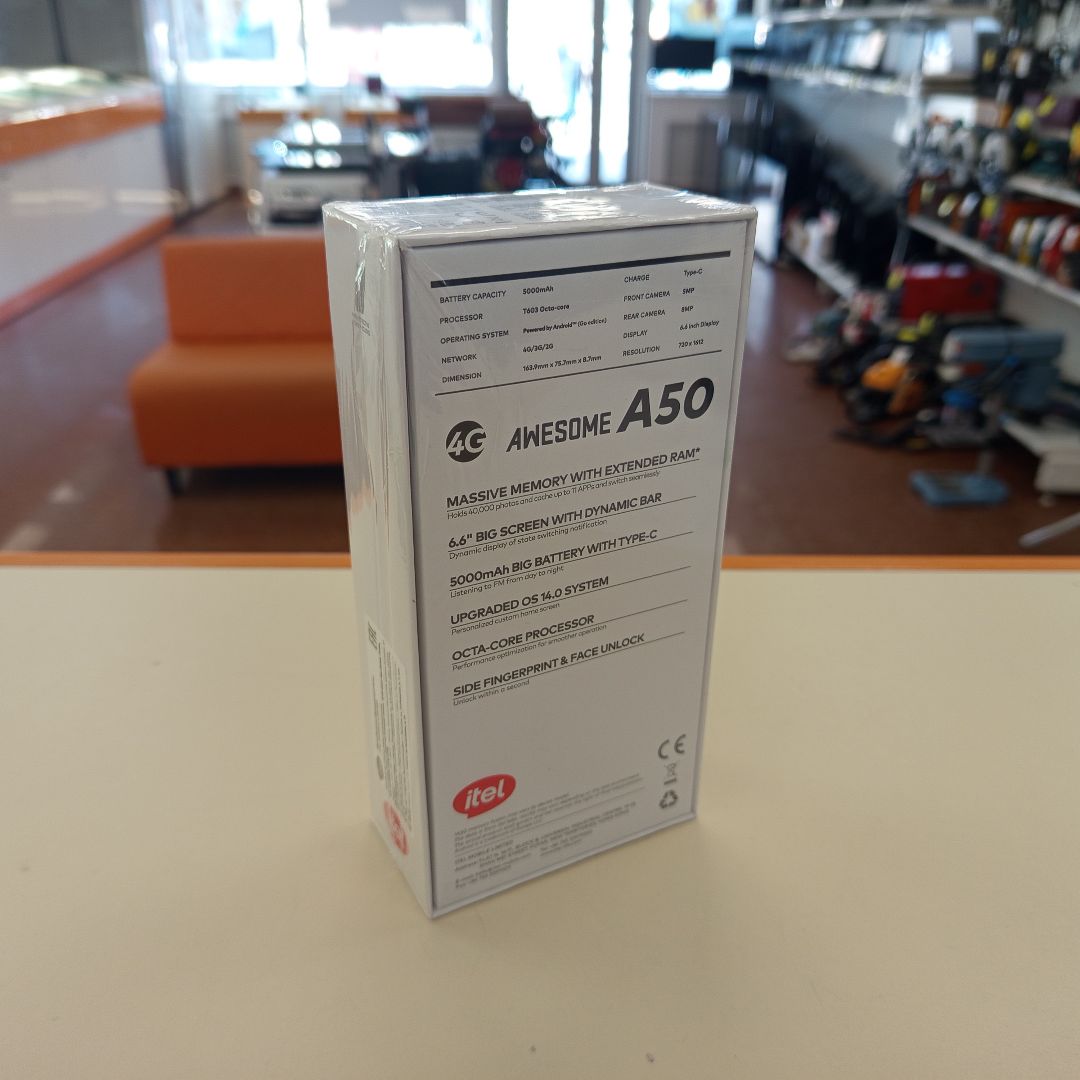 BATTERY CAPACITY 5000mAh CHARGE Type-C
PROCESSOR T603 Octa-core FRONT CAMERA 5MP
OPERATING SYSTEM Powered by Android™ (Go edition) REAR CAMERA 8MP
NETWORK 4G/3G/2G DISPLAY 6.6 inch Display
DIMENSION 163.9mm x 75.7mm x 8.7mm RESOLUTION 720 x 1612
4G AWESOME A50
MASSIVE MEMORY WITH EXTENDED RAM*
Holds 40,000 photos and cache up to 11 APPs and switch seamlessly
6.6" BIG SCREEN WITH DYNAMIC BAR
Dynamic display of state switching notification
5000mAh BIG BATTERY WITH TYPE-C
Listening to FM from day to night
UPGRADED OS 14.0 SYSTEM
Personalized custom home screen
OCTA-CORE PROCESSOR
Performance optimization for smoother operation
SIDE FINGERPRINT & FACE UNLOCK
Unlock within a second
CE
itel
ITEL MOBILE LIMITED